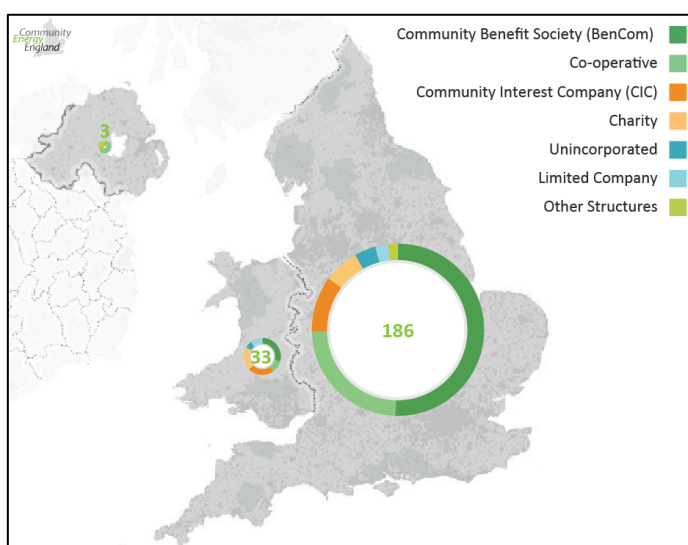 Community
Energy
England
Community Benefit Society (BenCom)
Co-operative
Community Interest Company (CIC)
Charity
Unincorporated
Limited Company
Other Structures
3
186
33